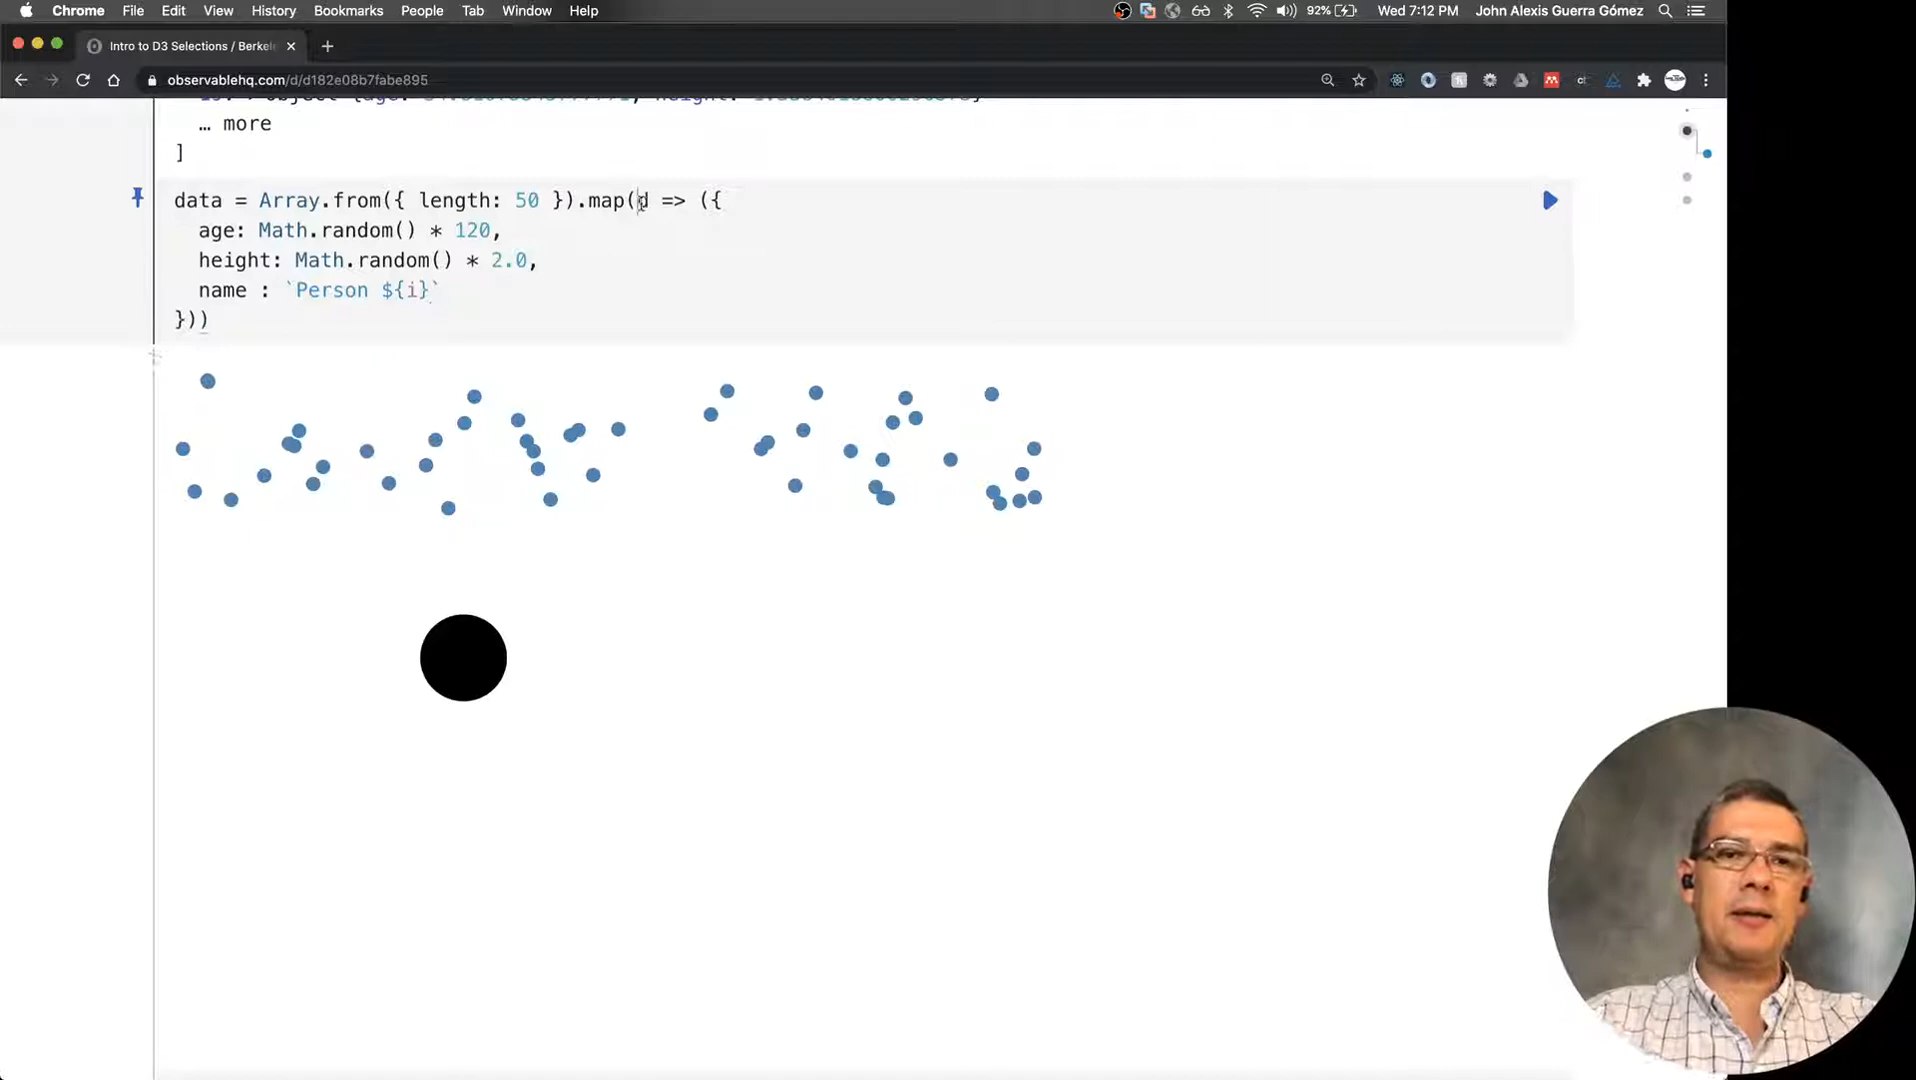 Chrome File Edit View History Bookmarks People Tab Window Help 92% Wed 7:12 PM John Alexis Guerra Gómez
Intro to D3 Selections / Berkel
observablehq.com/d/d182e08b7fabe895
… more
]
data = Array.from({ length: 50 }).map(d => ({
age: Math.random() * 120,
height: Math.random() * 2.0,
name : `Person ${i}`
}))